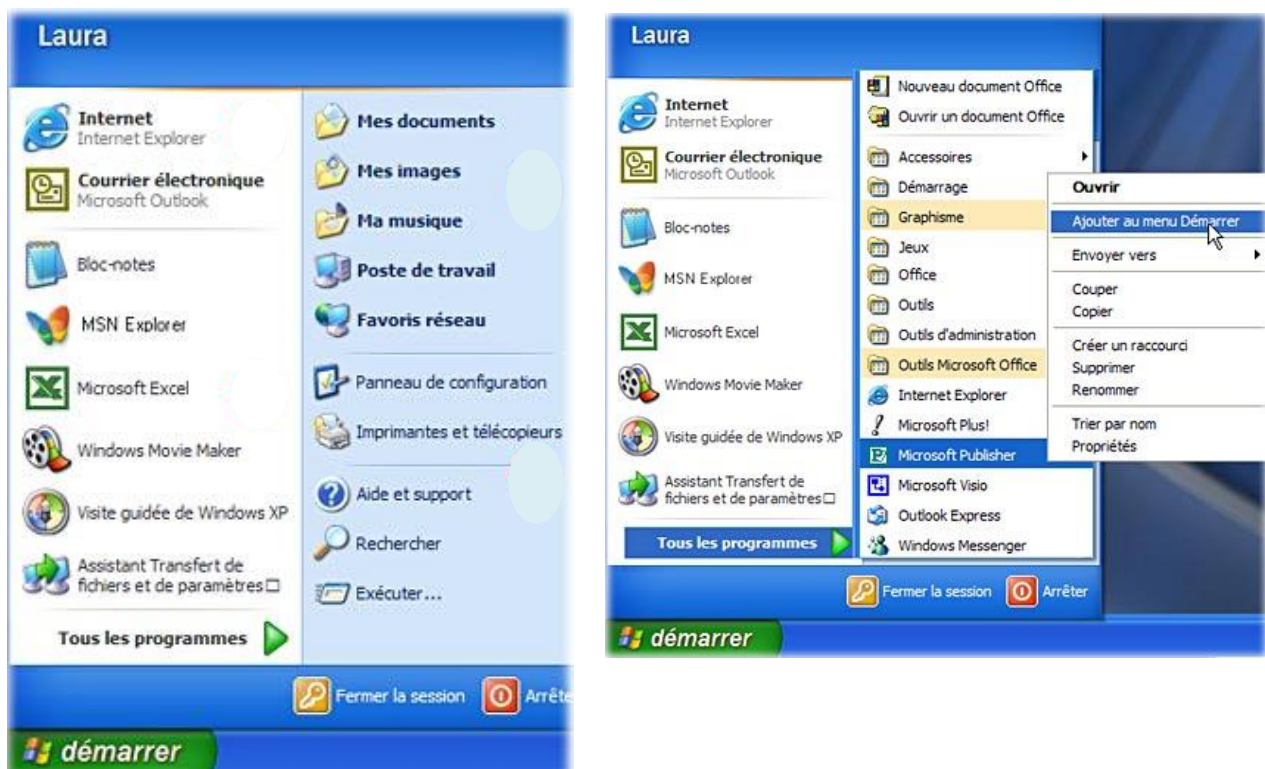 Laura
Internet
Internet Explorer
Courrier électronique
Microsoft Outlook
Bloc-notes
MSN Explorer
Microsoft Excel
Windows Movie Maker
Visite guidée de Windows XP
Assistant Transfert de
fichiers et de paramètres
Tous les programmes
Mes documents
Mes images
Ma musique
Poste de travail
Favoris réseau
Panneau de configuration
Imprimantes et télécopieurs
Aide et support
Rechercher
Exécuter...
Fermer la session
Arrête
démarrer
Laura
Internet
Internet Explorer
Courrier électronique
Microsoft Outlook
Bloc-notes
MSN Explorer
Microsoft Excel
Windows Movie Maker
Visite guidée de Windows XP
Assistant Transfert de
fichiers et de paramètres
Tous les programmes
Nouveau document Office
Ouvrir un document Office
Accessoires
Démarrage
Graphisme
Jeux
Office
Outils
Outils d'administration
Outils Microsoft Office
Internet Explorer
Microsoft Plus!
Microsoft Publisher
Microsoft Visio
Outlook Express
Windows Messenger
Ouvrir
Ajouter au menu Démarrer
Envoyer vers
Couper
Copier
Créer un raccourci
Supprimer
Renommer
Trier par nom
Propriétés
Fermer la session
Arrêter
démarrer